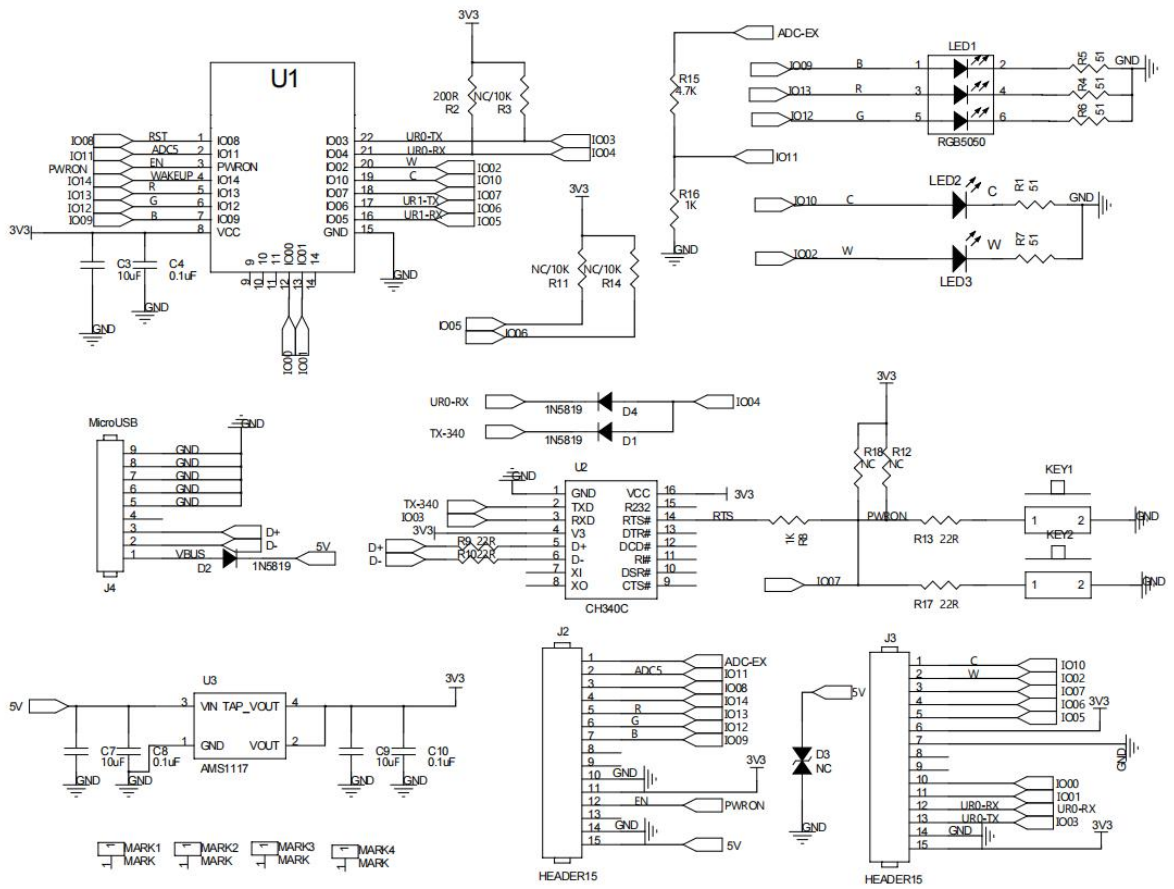 3V3
U1
200R NC/10K
R2 R3
IO08 RST 1 IO08
IO11 ADC5 2 IO11
PWRON EN 3 PWRON
IO14 WAKEUP 4 IO14
IO13 R 5 IO13
IO12 G 6 IO12
IO09 B 7 IO09
3V3 8 VCC
IO03 22 UR0-TX IO03
IO04 21 UR0-RX IO04
IO02 20 W IO02
IO10 19 C IO10
IO07 18 IO07
IO06 17 UR1-TX IO06
IO05 16 UR1-RX IO05
GND 15
9 10 11 IO00 IO01 14
9 10 11 12 13 14
IO00 IO01
C3 C4
10uF 0.1uF
GND
GND
GND
3V3
NC/10K NC/10K
R11 R14
IO05
IO06
ADC-EX
R15
4.7K
IO11
R16
1K
GND
LED1
IO09 B 1 2 R5 51 GND
IO13 R 3 4 R4 51
IO12 G 5 6 R6 51
RGB5050
LED2
IO10 C C R1 51 GND
IO02 W W R7 51
LED3
MicroUSB
GND
9 GND
8 GND
7 GND
6 GND
5 GND
4
3 D+
2 D-
1 VBUS 5V
D2 1N5819
J4
UR0-RX 1N5819 D4 IO04
TX-340 1N5819 D1
U2
GND 1 GND
TX-340 2 TXD
IO03 3 RXD
3V3 4 V3
D+ R9 22R 5 D+
D- R10 22R 6 D-
7 XI
8 XO
VCC 16 3V3
R232 15
RTS# 14 RTS
DTR# 13
DCD# 12
RI# 11
DSR# 10
CTS# 9
CH340C
3V3
R18 R12
NC NC
1K R8
PWRON
R13 22R
KEY1
1 2 GND
KEY2
IO07
R17 22R
1 2 GND
U3
5V 3 VIN TAP_VOUT 4 3V3
1 GND VOUT 2
AMS1117
C7 C8
10uF 0.1uF
GND GND
C9 C10
10uF 0.1uF
GND GND
J2
1 ADC-EX
2 ADC5 IO11
3 IO08
4 IO14
5 R IO13
6 G IO12
7 B IO09
8
9
10 GND
11 3V3
12 EN PWRON
13
14 GND
15 5V
HEADER15
5V
D3
NC
GND
J3
1 C IO10
2 W IO02
3 IO07
4 IO06
5 IO05
6 3V3
7 GND
8
9
10 IO00
11 IO01
12 UR0-RX UR0-RX
13 UR0-TX IO03
14 GND
15 3V3
HEADER15
1 MARK1 1 MARK2 1 MARK3 1 MARK4
1 MARK 1 MARK 1 MARK 1 MARK